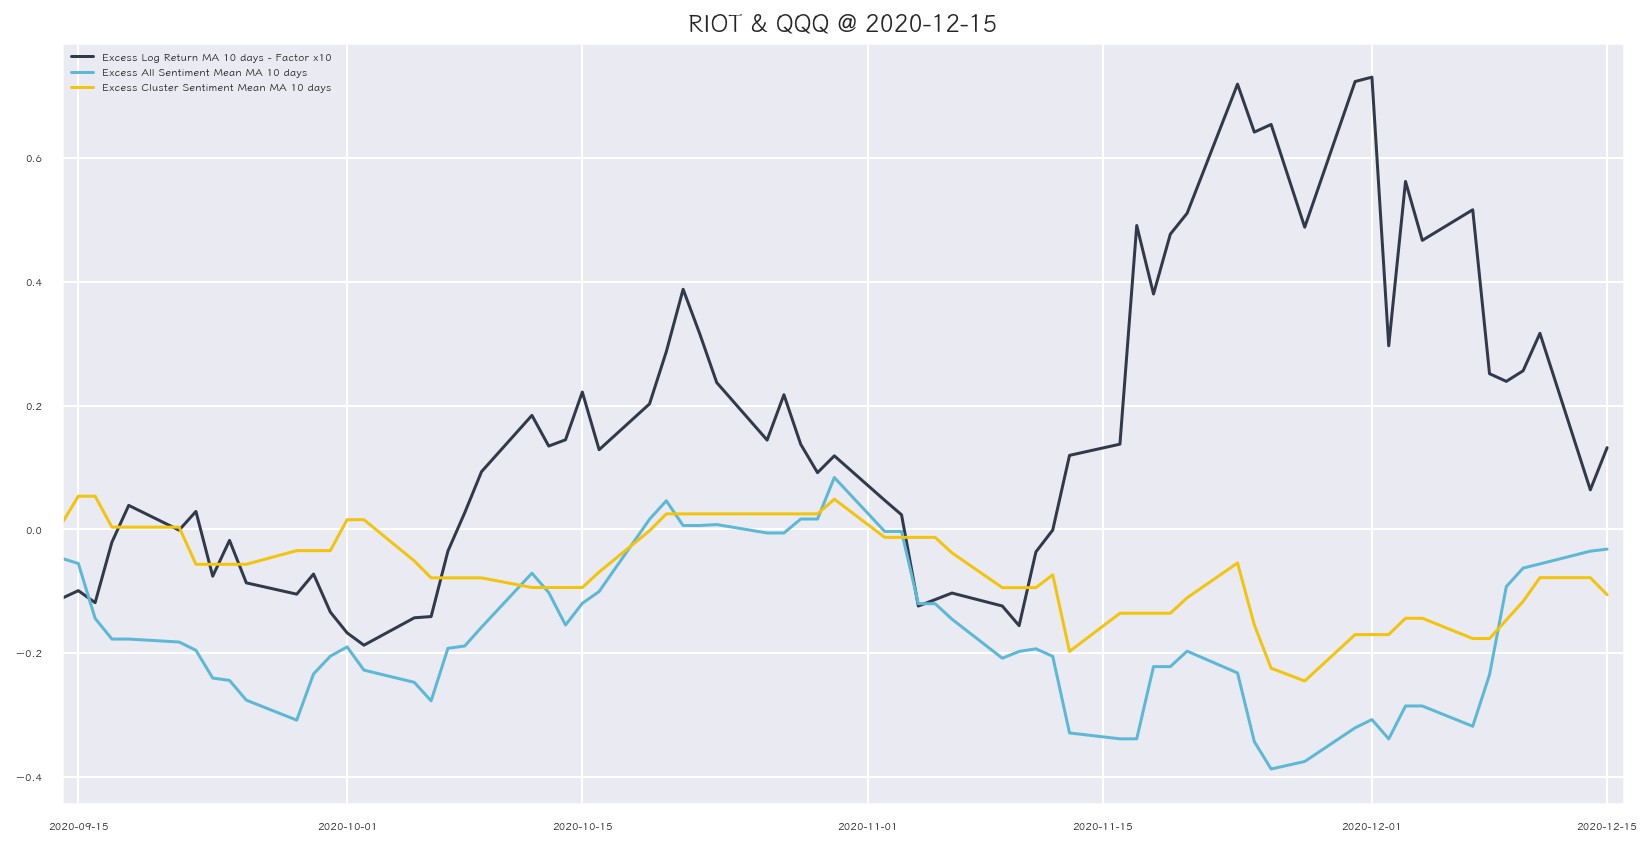 RIOT & QQQ @ 2020-12-15
Excess Log Return MA 10 days - Factor x10
Excess All Sentiment Mean MA 10 days
Excess Cluster Sentiment Mean MA 10 days
0.6
0.4
0.2
0.0
−0.2
−0.4
2020-09-15 2020-10-01 2020-10-15 2020-11-01 2020-11-15 2020-12-01 2020-12-15